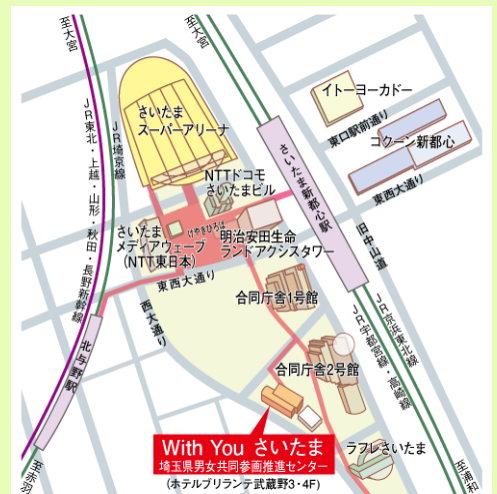 至大宮
至大宮
JR東北・上越・山形・秋田・長野新幹線
JR埼京線
さいたま
スーパーアリーナ
イトーヨーカドー
東口駅前通り
コクーン新都心
東西大通り
さいたま新都心駅
NTTドコモ
さいたまビル
けやきひろば
さいたま
メディアウェーブ
(NTT東日本)
明治安田生命
ランドアクシスタワー
旧中山道
東西大通り
西大通り
合同庁舎1号館
北与野駅
JR京浜東北線
JR宇都宮線・高崎線
合同庁舎2号館
With You さいたま
埼玉県男女共同参画推進センター
(ホテルブリランテ武蔵野3・4F)
ラフレさいたま
至赤羽
至浦和